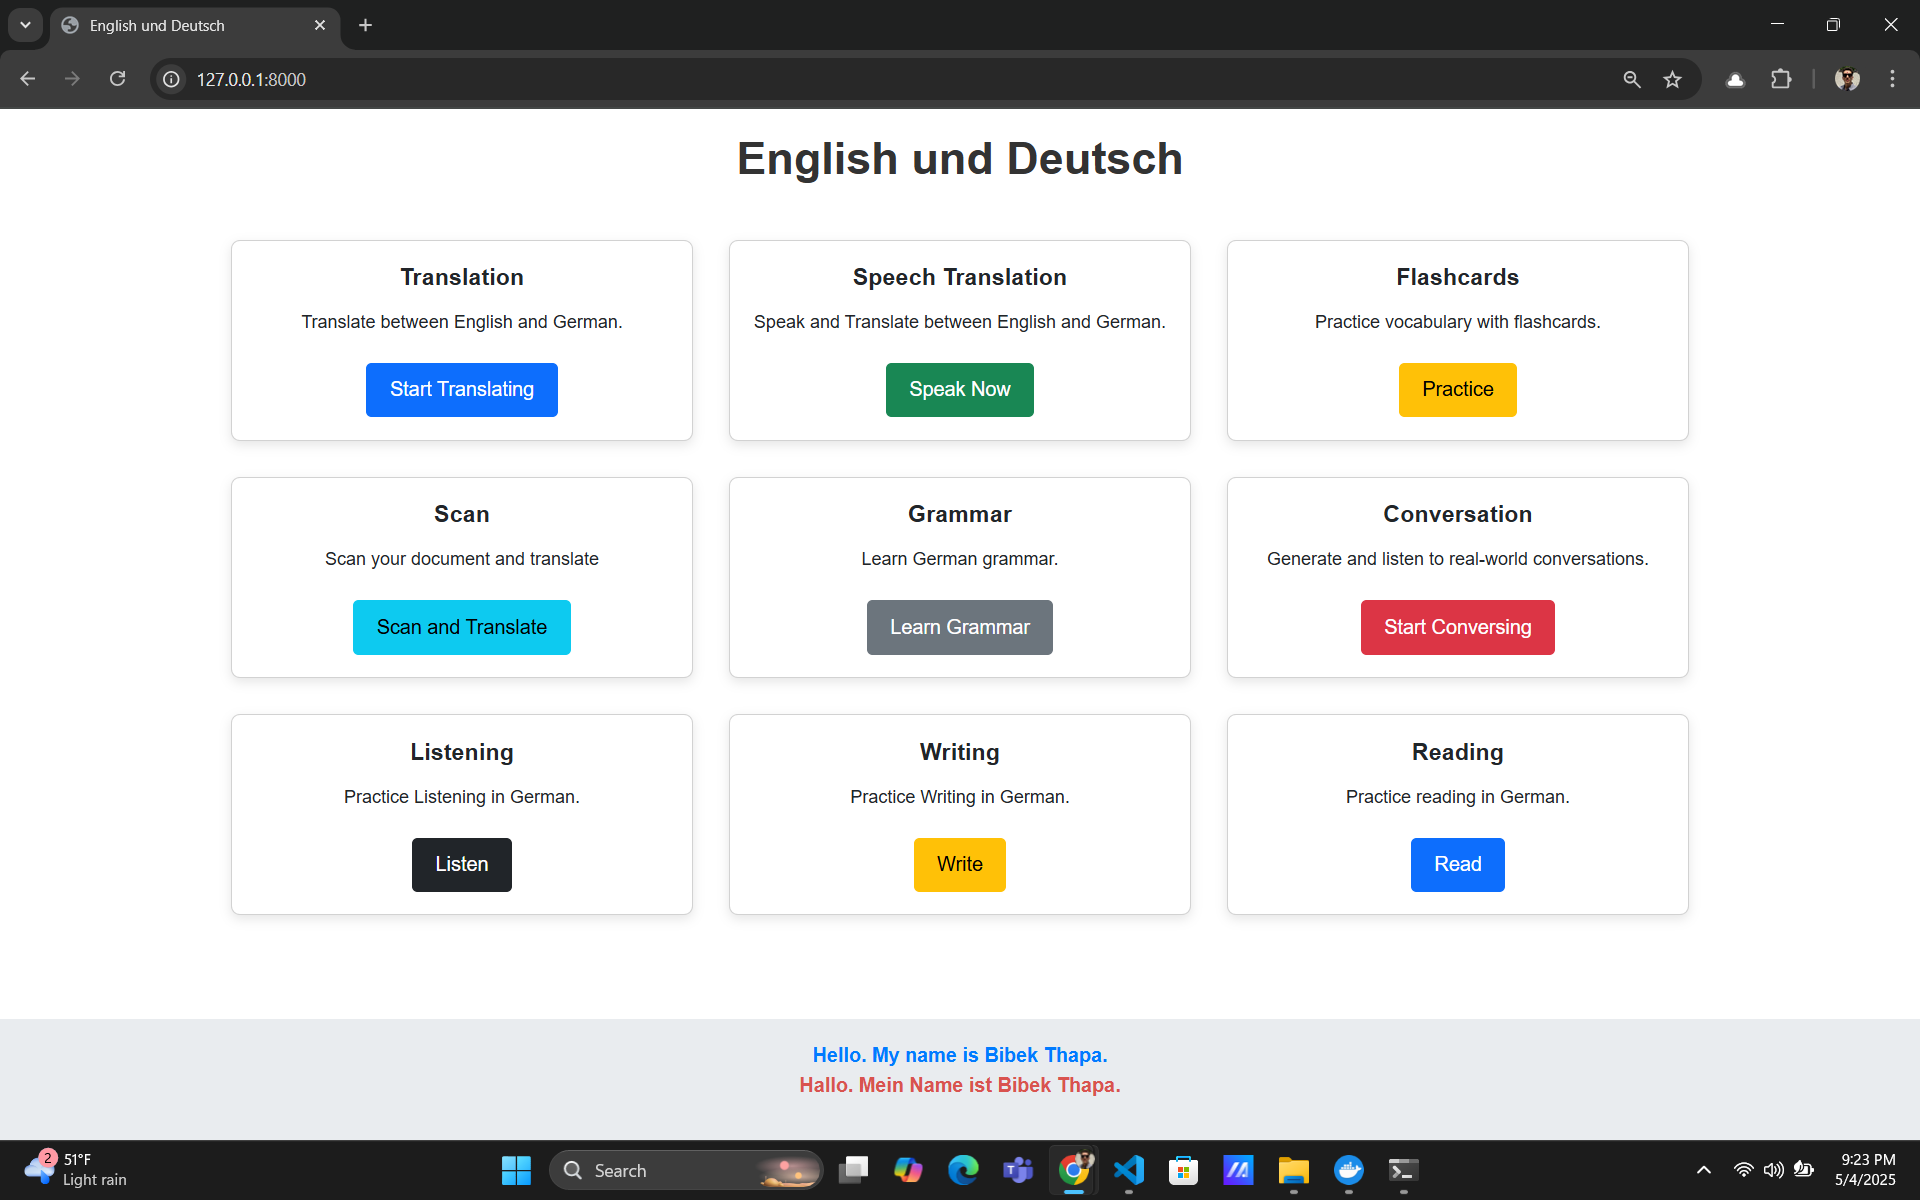 English und Deutsch
127.0.0.1:8000
English und Deutsch
Translation
Translate between English and German.
Start Translating
Speech Translation
Speak and Translate between English and German.
Speak Now
Flashcards
Practice vocabulary with flashcards.
Practice
Scan
Scan your document and translate
Scan and Translate
Grammar
Learn German grammar.
Learn Grammar
Conversation
Generate and listen to real-world conversations.
Start Conversing
Listening
Practice Listening in German.
Listen
Writing
Practice Writing in German.
Write
Reading
Practice reading in German.
Read
Hello. My name is Bibek Thapa.
Hallo. Mein Name ist Bibek Thapa.
2
51°F
Light rain
Search
9:23 PM
5/4/2025